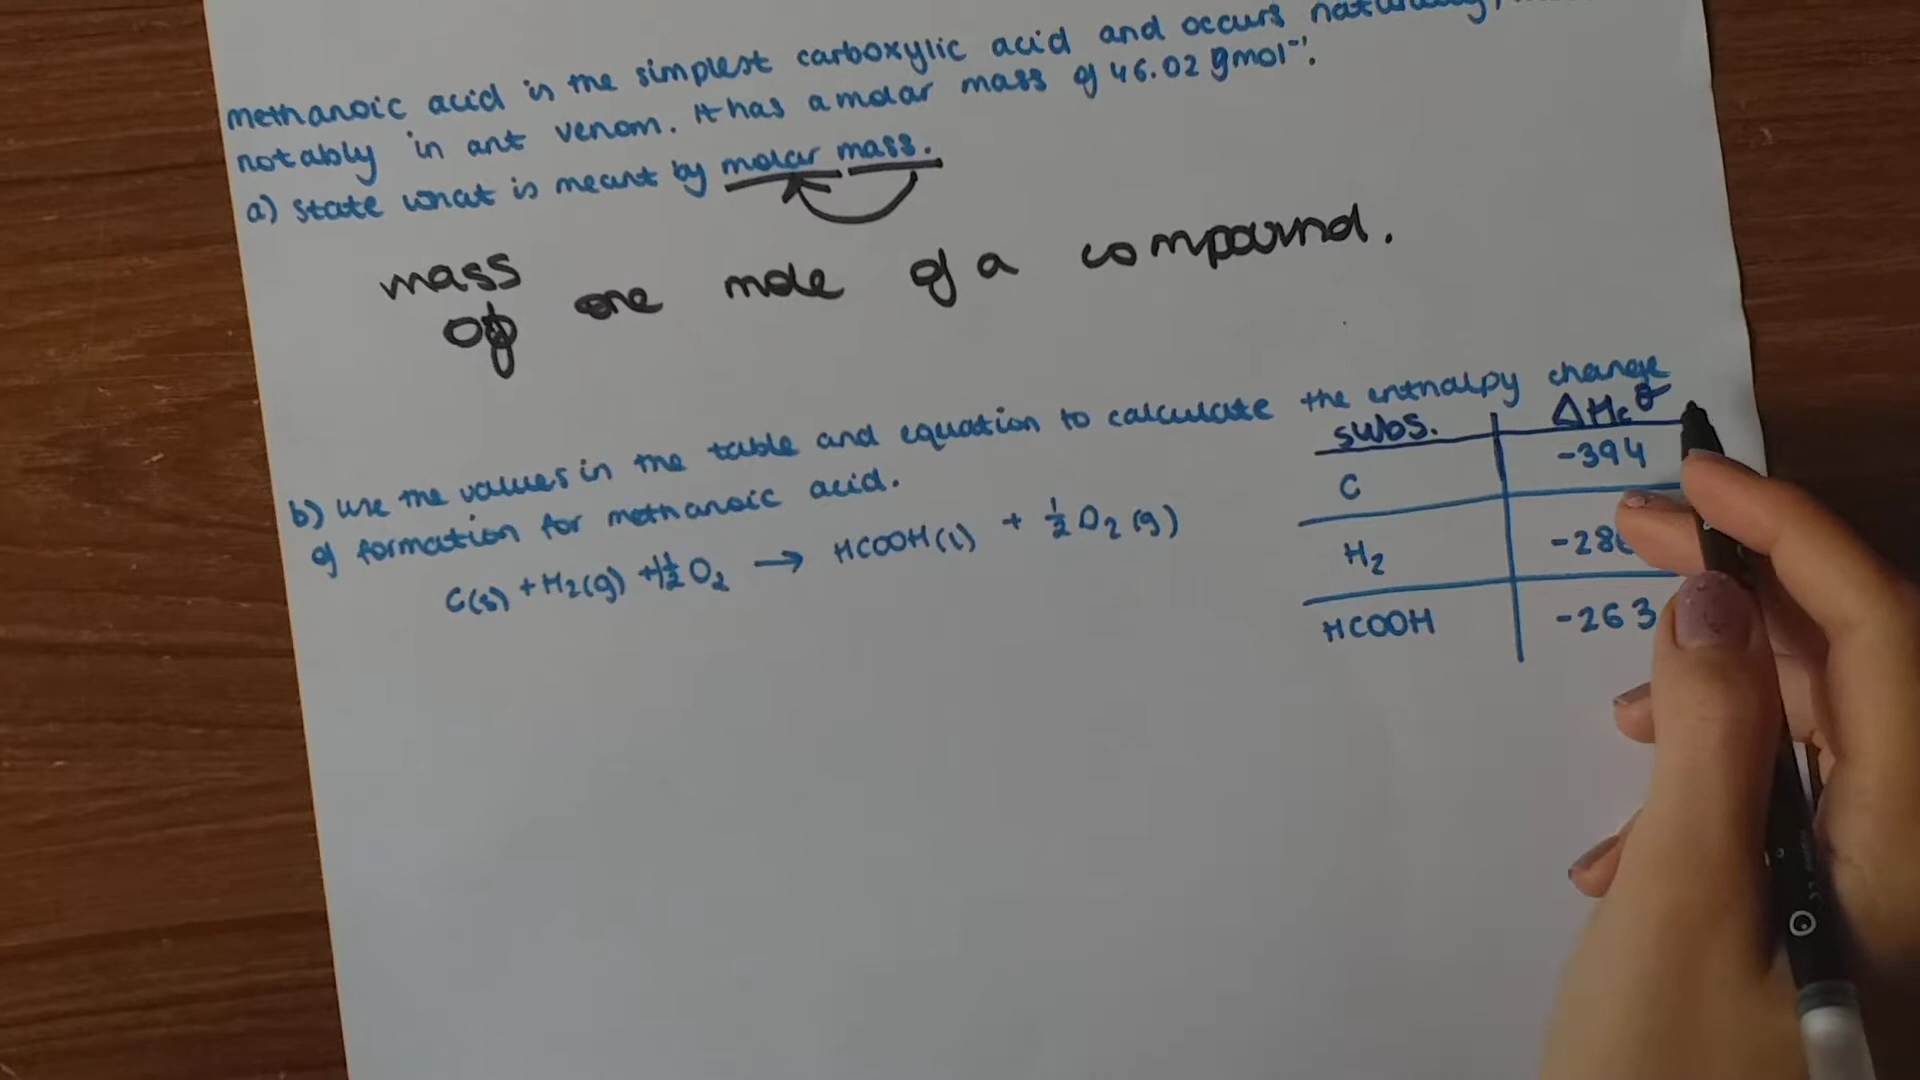 methanoic acid is the simplest carboxylic acid and occurs naturally,
notably in ant venom. It has a molar mass of 46.02 gmol⁻¹.
a) state what is meant by molar mass.
mass
of one mole of a compound.
b) use the values in the table and equation to calculate the enthalpy change
of formation for methanoic acid.
C(s) + H₂(g) + 1½ O₂ → HCOOH(l) + ½ O₂ (g)
subs. ΔHc⦵
C -394
H₂
HCOOH -263